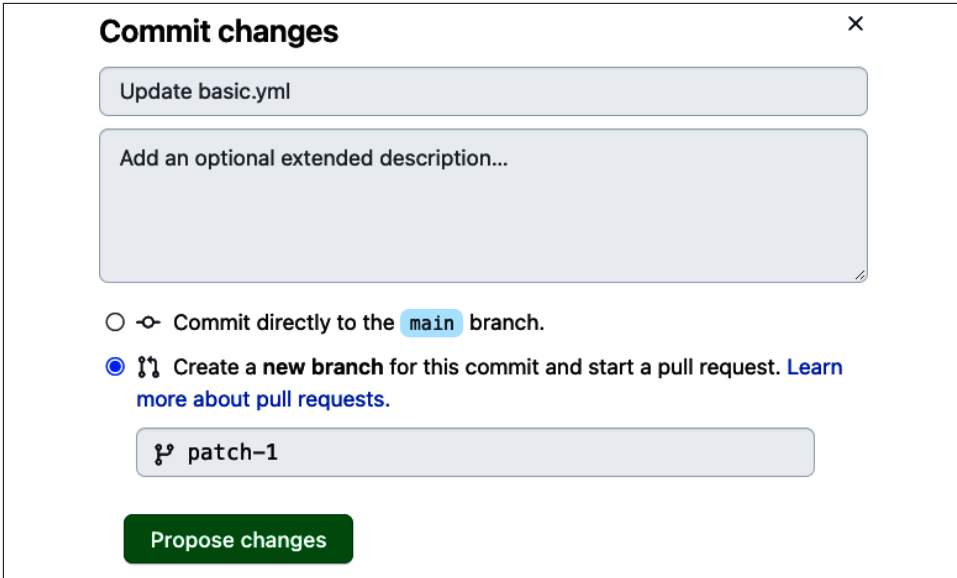 Commit changes
Update basic.yml
Add an optional extended description...
Commit directly to the main branch.
Create a new branch for this commit and start a pull request. Learn
more about pull requests.
patch-1
Propose changes